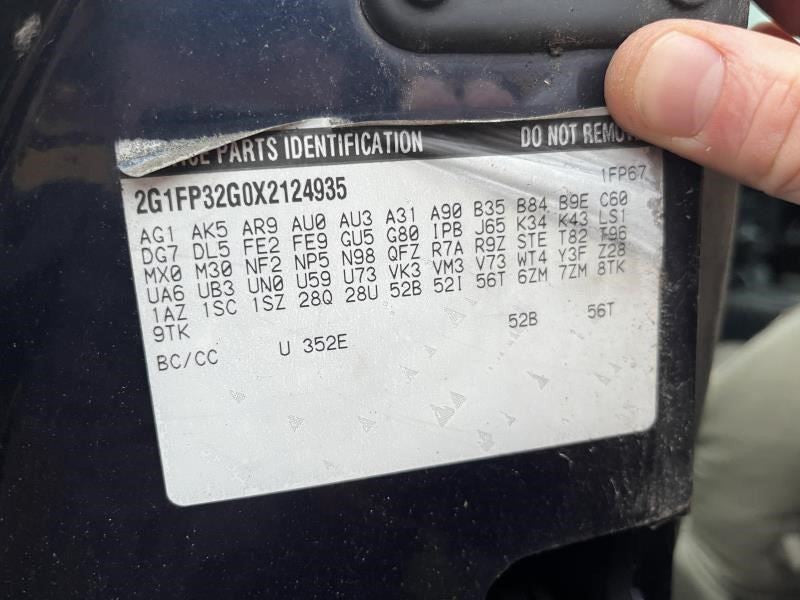 PARTS IDENTIFICATION DO NOT
2G1FP32G0X2124935 1FP67
AG1 AK5 AR9 AU0 AU3 A31 A90 B35 B84 B9E C60
DG7 DL5 FE2 FE9 GU5 G80 IPB J65 K34 K43 LS1
MX0 M30 NF2 NP5 N98 QFZ R7A R9Z STE T82 T96
UA6 UB3 UN0 U59 U73 VK3 VM3 V73 WT4 Y3F Z28
1AZ 1SC 1SZ 28Q 28U 52B 52I 56T 6ZM 7ZM 8TK
9TK
BC/CC U 352E 52B 56T